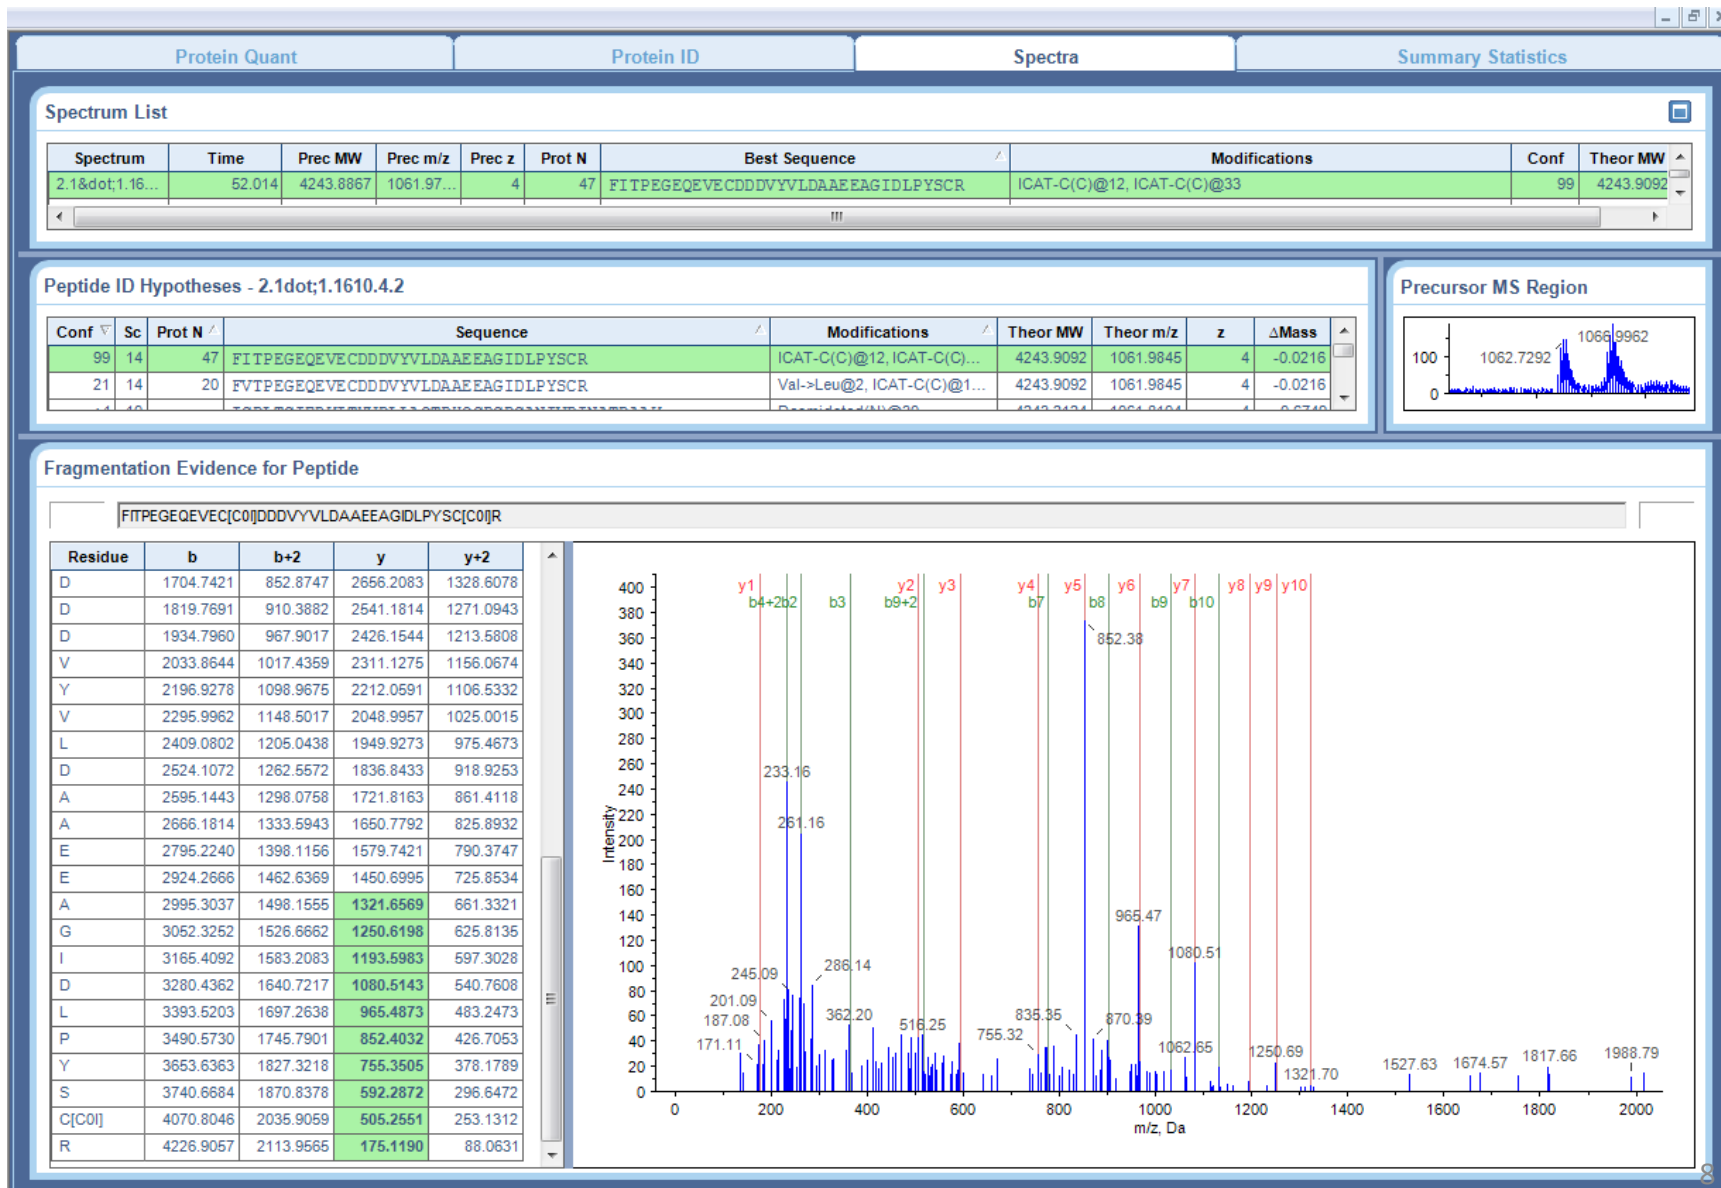 Protein Quant Protein ID Spectra Summary Statistics
Spectrum List
Spectrum Time Prec MW Prec m/z Prec z Prot N Best Sequence Modifications Conf Theor MW
2.1&dot;1.16... 52.014 4243.8867 1061.97... 4 47 FITPEGEQEVECDDDVYVLDAAEEAGIDLPYSCR ICAT-C(C)@12, ICAT-C(C)@33 99 4243.9092
Peptide ID Hypotheses - 2.1dot;1.1610.4.2
Precursor MS Region
Conf Sc Prot N Sequence Modifications Theor MW Theor m/z z ΔMass
99 14 47 FITPEGEQEVECDDDVYVLDAAEEAGIDLPYSCR ICAT-C(C)@12, ICAT-C(C)... 4243.9092 1061.9845 4 -0.0216
21 14 20 FVTPEGEQEVECDDDVYVLDAAEEAGIDLPYSCR Val->Leu@2, ICAT-C(C)@1... 4243.9092 1061.9845 4 -0.0216
1066.9962
1062.7292
100
0
Fragmentation Evidence for Peptide
FITPEGEQEVEC[C0I]DDDVYVLDAAEEAGIDLPYSC[C0I]R
Residue b b+2 y y+2
D 1704.7421 852.8747 2656.2083 1328.6078
D 1819.7691 910.3882 2541.1814 1271.0943
D 1934.7960 967.9017 2426.1544 1213.5808
V 2033.8644 1017.4359 2311.1275 1156.0674
Y 2196.9278 1098.9675 2212.0591 1106.5332
V 2295.9962 1148.5017 2048.9957 1025.0015
L 2409.0802 1205.0438 1949.9273 975.4673
D 2524.1072 1262.5572 1836.8433 918.9253
A 2595.1443 1298.0758 1721.8163 861.4118
A 2666.1814 1333.5943 1650.7792 825.8932
E 2795.2240 1398.1156 1579.7421 790.3747
E 2924.2666 1462.6369 1450.6995 725.8534
A 2995.3037 1498.1555 1321.6569 661.3321
G 3052.3252 1526.6662 1250.6198 625.8135
I 3165.4092 1583.2083 1193.5983 597.3028
D 3280.4362 1640.7217 1080.5143 540.7608
L 3393.5203 1697.2638 965.4873 483.2473
P 3490.5730 1745.7901 852.4032 426.7053
Y 3653.6363 1827.3218 755.3505 378.1789
S 3740.6684 1870.8378 592.2872 296.6472
C[C0I] 4070.8046 2035.9059 505.2551 253.1312
R 4226.9057 2113.9565 175.1190 88.0631
y1 y2 y3 y4 y5 y6 y7 y8 y9 y10
b4+2 b2 b3 b9+2 b7 b8 b9 b10
400
380
360
340
320
300
280
260
240
220
200
180
160
140
120
100
80
60
40
20
0
Intensity
852.38
233.16
261.16
965.47
1080.51
245.09
286.14
201.09
187.08
171.11
362.20
516.25
755.32
835.35
870.39
1062.65
1250.69
1321.70
1527.63
1674.57
1817.66
1988.79
0 200 400 600 800 1000 1200 1400 1600 1800 2000
m/z, Da
8